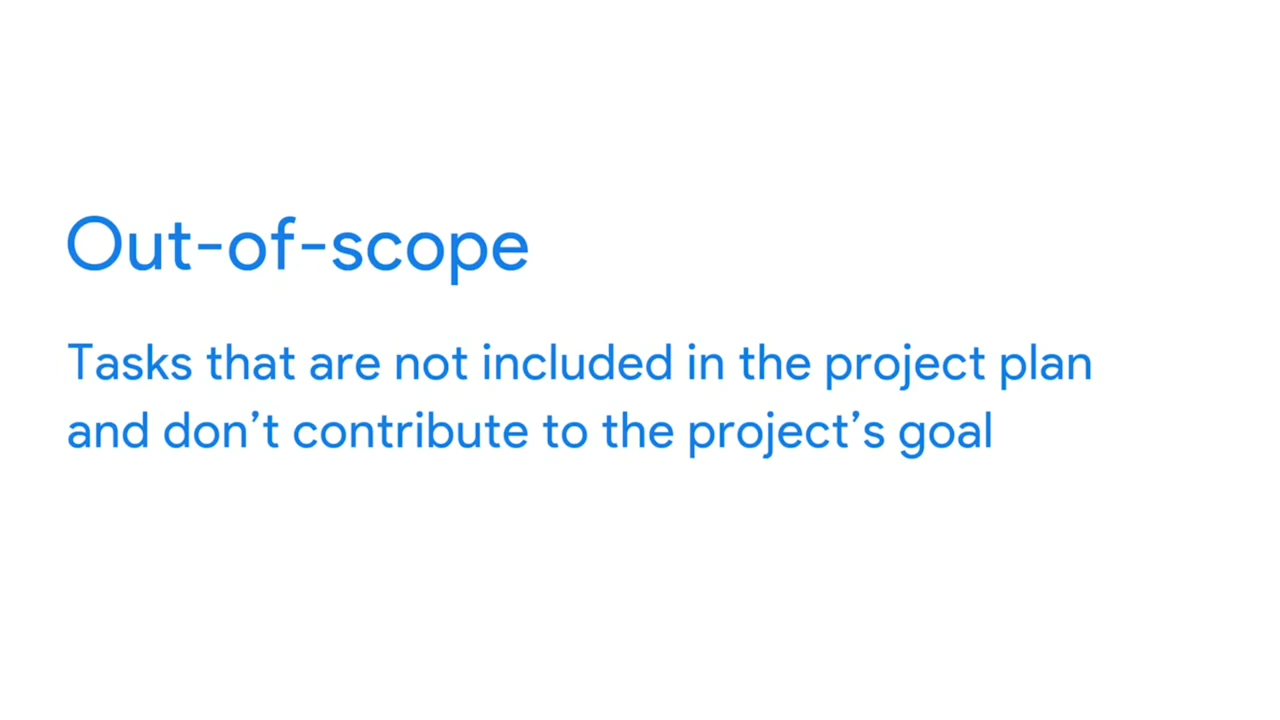 Out-of-scope
Tasks that are not included in the project plan
and don’t contribute to the project’s goal